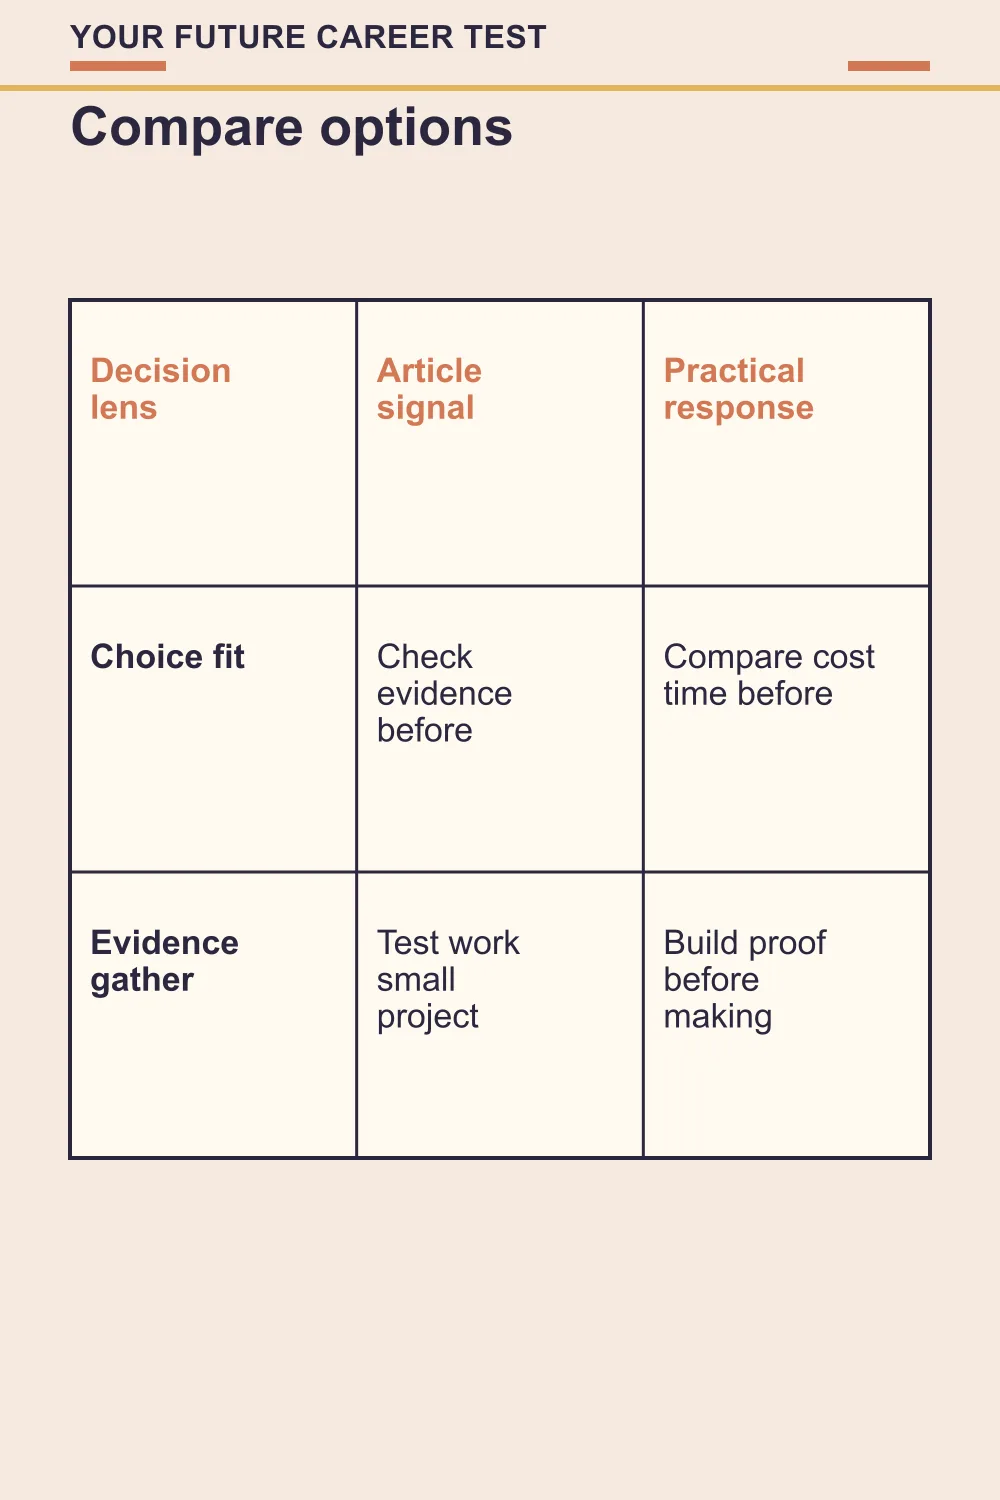 YOUR FUTURE CAREER TEST
Compare options
Decision
lens
Article
signal
Practical
response
Choice fit
Check
evidence
before
Compare cost
time before
Evidence
gather
Test work
small
project
Build proof
before
making